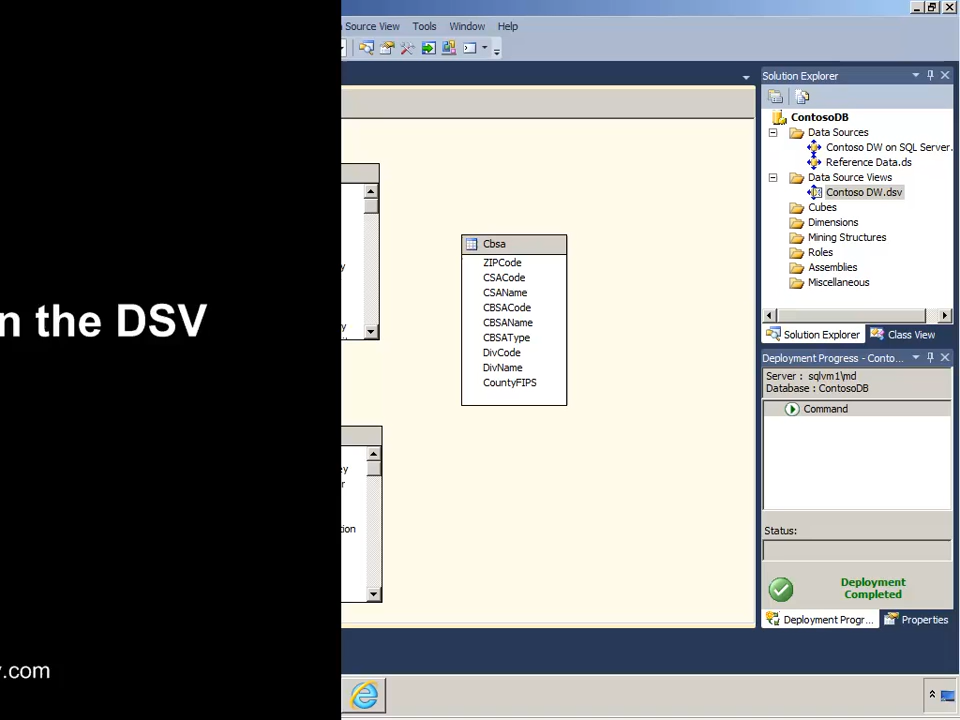 Source View Tools Window Help
Solution Explorer
ContosoDB
Data Sources
Contoso DW on SQL Server.
Reference Data.ds
Data Source Views
Contoso DW.dsv
Cubes
Dimensions
Mining Structures
Roles
Assemblies
Miscellaneous
Solution Explorer Class View
Cbsa
ZIPCode
CSACode
CSAName
CBSACode
CBSAName
CBSAType
DivCode
DivName
CountyFIPS
n the DSV
y
y
ey
r
tion
Deployment Progress - Conto...
Server : sqlvm1\md
Database : ContosoDB
Command
Status:
Deployment
Completed
Deployment Progr... Properties
.com